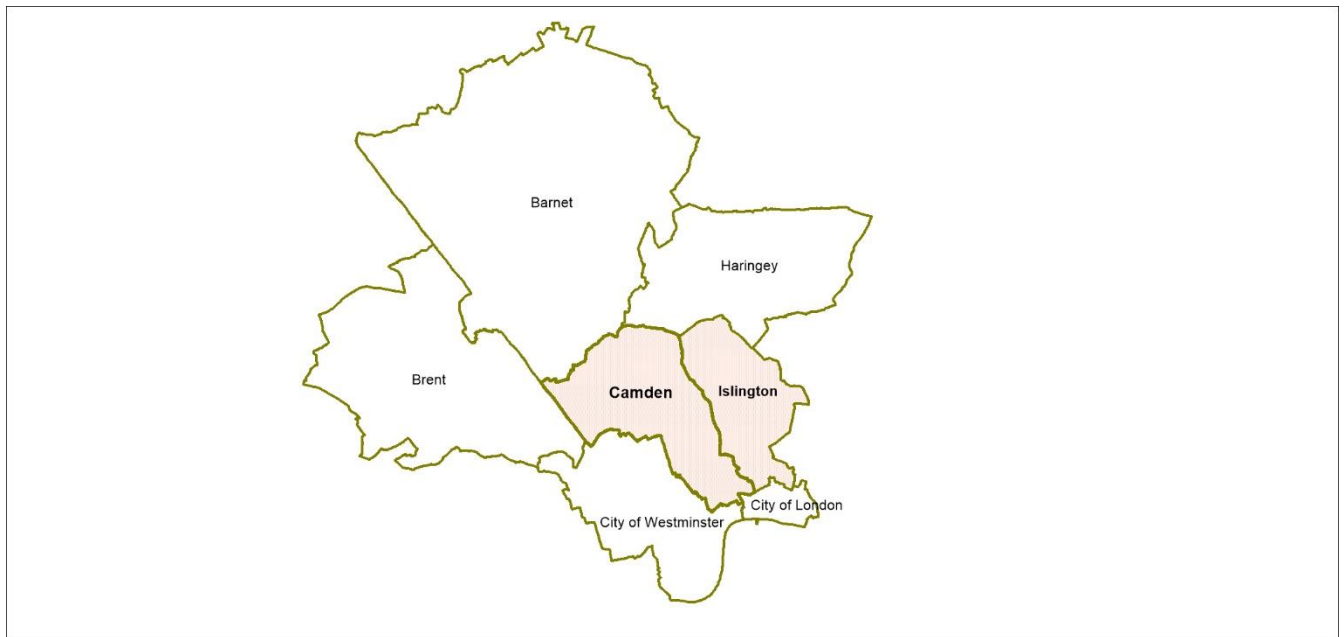 Barnet
Haringey
Brent
Camden
Islington
City of London
City of Westminster